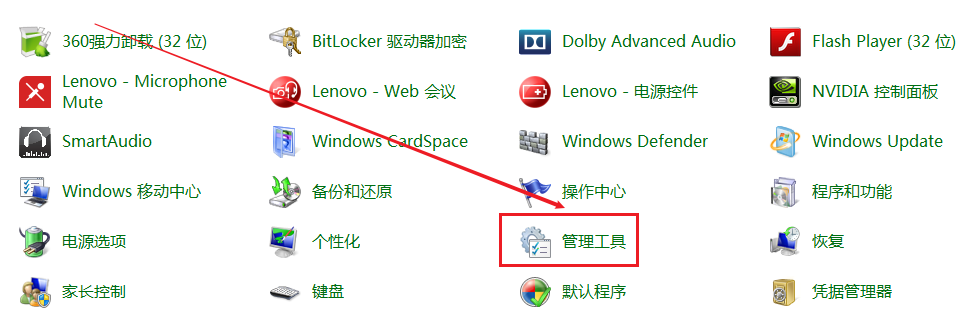 360强力卸载 (32 位)
BitLocker 驱动器加密
Dolby Advanced Audio
Flash Player (32 位)
Lenovo - Microphone
Mute
Lenovo - Web 会议
Lenovo - 电源控件
NVIDIA 控制面板
SmartAudio
Windows CardSpace
Windows Defender
Windows Update
Windows 移动中心
备份和还原
操作中心
程序和功能
电源选项
个性化
管理工具
恢复
家长控制
键盘
默认程序
凭据管理器